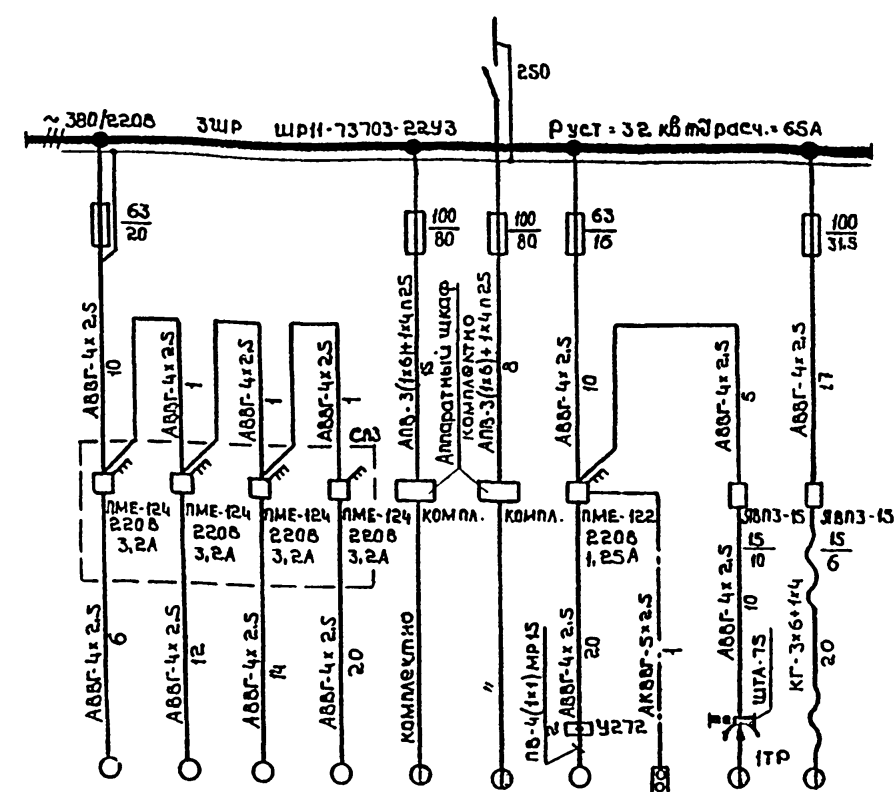 250
~380/220В 3ШР ШР11-73703-22У3 Руст = 32 квт Iрасч. = 65А
63
20
100
80
100
80
63
16
100
31.5
АВВГ-4х2.5
10
АВВГ-4х2.5
1
АВВГ-4х2.5
1
АВВГ-4х2.5
1
АПВ-3(1х6)+1х4п25
15
Аппаратный шкаф
комплектно
АПВ-3(1х6)+1х4п25
8
АВВГ-4х2.5
10
АВВГ-4х2.5
5
АВВГ-4х2.5
17
СЛ3
ПМЕ-124
220В
3,2А
ПМЕ-124
220В
3,2А
ПМЕ-124
220В
3,2А
ПМЕ-124
220В
3,2А
компл.
компл.
ПМЕ-122
220В
1,25А
ЯВПЗ-15
15
10
ЯВПЗ-15
15
6
АВВГ-4х2.5
6
АВВГ-4х2.5
12
АВВГ-4х2.5
14
АВВГ-4х2.5
20
комплектно
"
ПВ-4(1х1)МР15
2
АВВГ-4х2.5
20
У272
АКВВГ-5х2.5
1
АВВГ-4х2.5
10
ШТА-75
1ТР
КГ-3х6+1х4
20